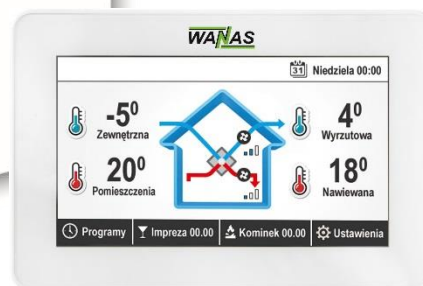 WANAS
31 Niedziela 00:00
-5⁰
Zewnętrzna
4⁰
Wyrzutowa
20⁰
Pomieszczenia
18⁰
Nawiewana
Programy Impreza 00.00 Kominek 00.00 Ustawienia